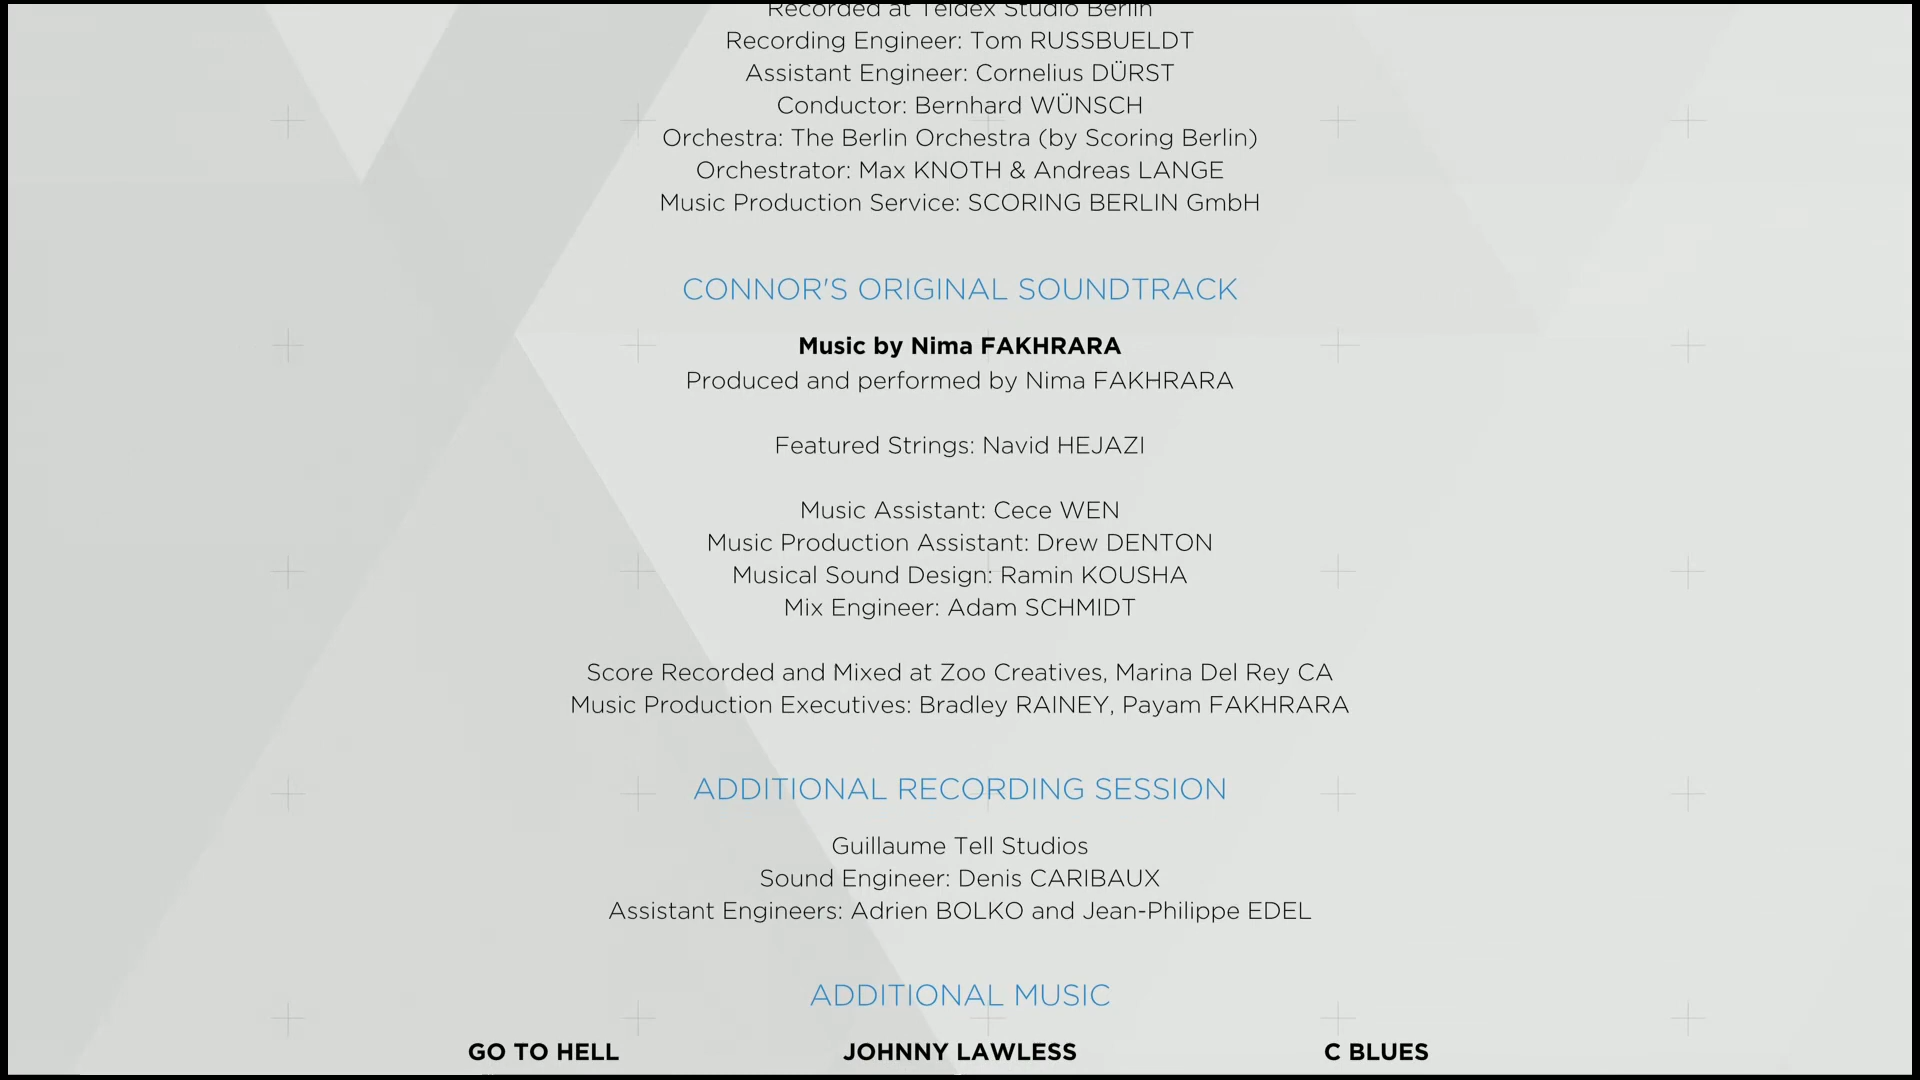 Recorded at Teldex Studio Berlin
Recording Engineer: Tom RUSSBUELDT
Assistant Engineer: Cornelius DÜRST
Conductor: Bernhard WÜNSCH
Orchestra: The Berlin Orchestra (by Scoring Berlin)
Orchestrator: Max KNOTH & Andreas LANGE
Music Production Service: SCORING BERLIN GmbH
CONNOR'S ORIGINAL SOUNDTRACK
Music by Nima FAKHRARA
Produced and performed by Nima FAKHRARA
Featured Strings: Navid HEJAZI
Music Assistant: Cece WEN
Music Production Assistant: Drew DENTON
Musical Sound Design: Ramin KOUSHA
Mix Engineer: Adam SCHMIDT
Score Recorded and Mixed at Zoo Creatives, Marina Del Rey CA
Music Production Executives: Bradley RAINEY, Payam FAKHRARA
ADDITIONAL RECORDING SESSION
Guillaume Tell Studios
Sound Engineer: Denis CARIBAUX
Assistant Engineers: Adrien BOLKO and Jean-Philippe EDEL
ADDITIONAL MUSIC
GO TO HELL JOHNNY LAWLESS C BLUES